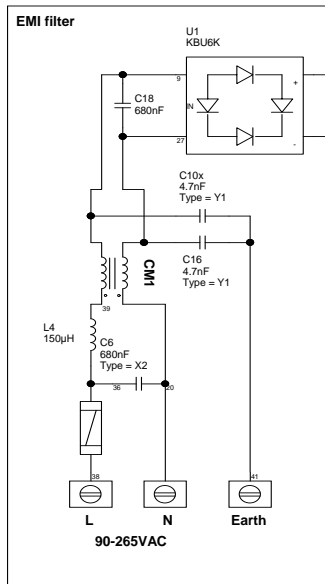 EMI filter
U1
KBU6K
9
+
C18
680nF
IN
27
-
C10x
4.7nF
Type = Y1
C16
4.7nF
Type = Y1
CM1
39
L4
150µH
C6
680nF
Type = X2
36
20
38
41
L
N
Earth
90-265VAC